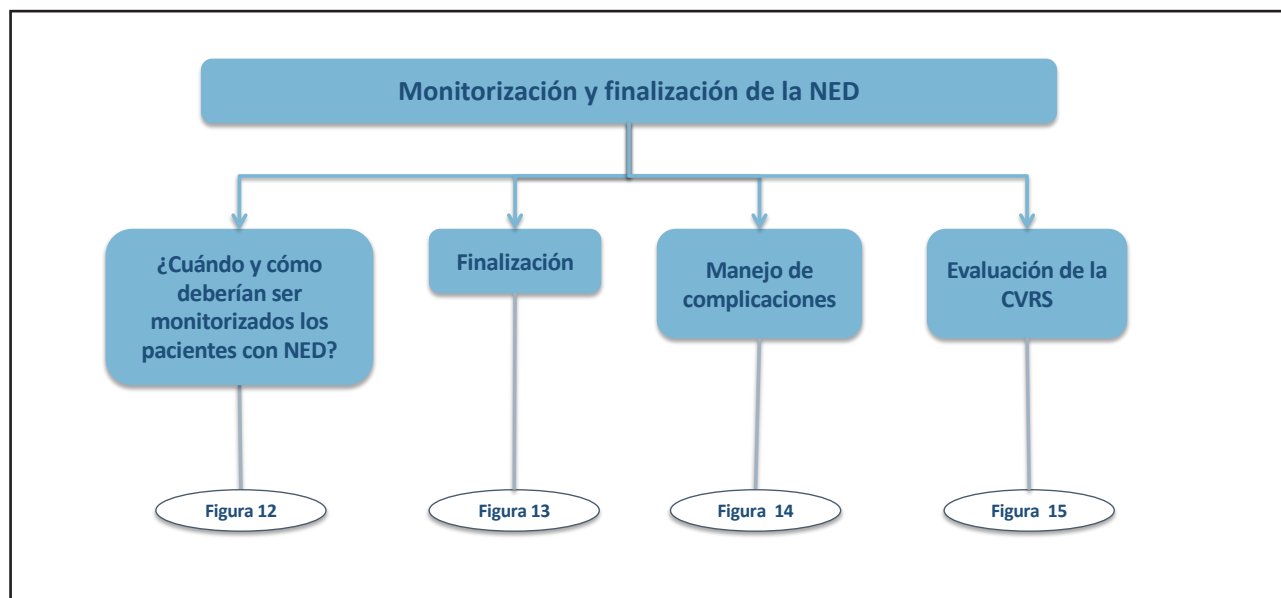 Monitorización y finalización de la NED
¿Cuándo y cómo
deberían ser
monitorizados los
pacientes con NED?
Finalización
Manejo de
complicaciones
Evaluación de la
CVRS
Figura 12
Figura 13
Figura 14
Figura 15